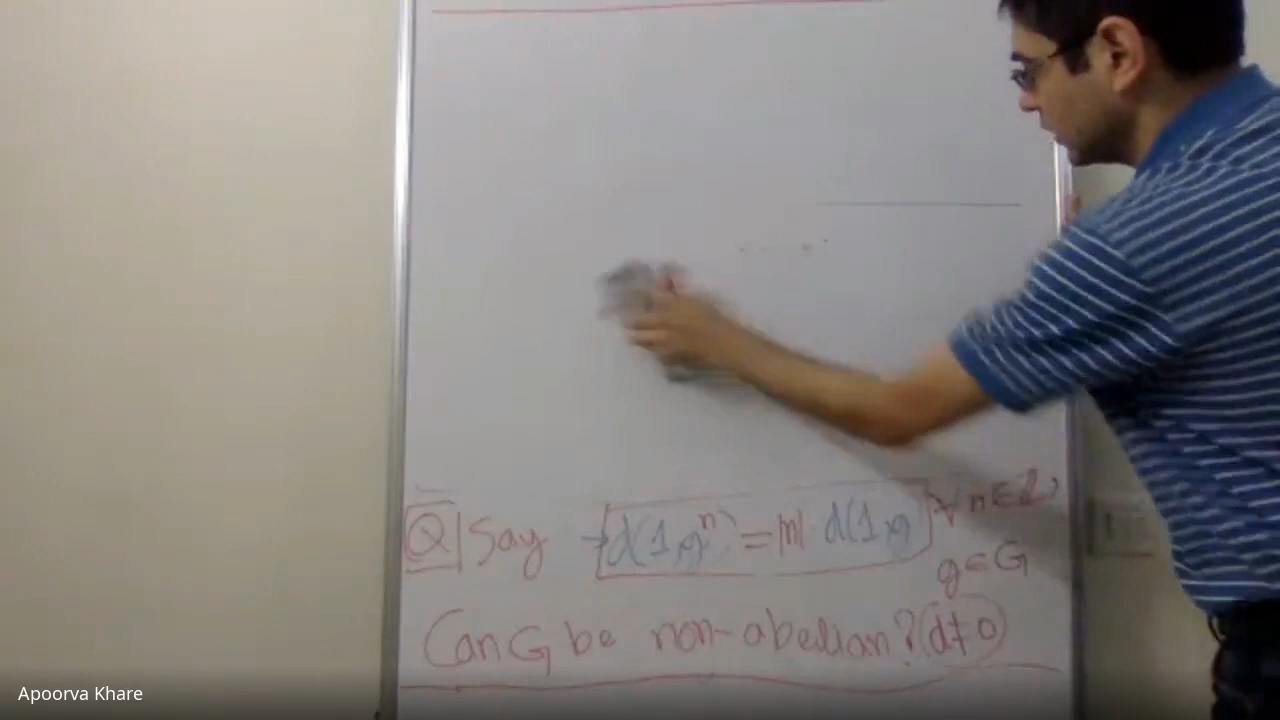 Q| Say d(1,g^n) = |n| d(1,g) ∀ n ∈ ℤ,
g ∈ G
Can G be non-abelian? d≠0
Apoorva Khare